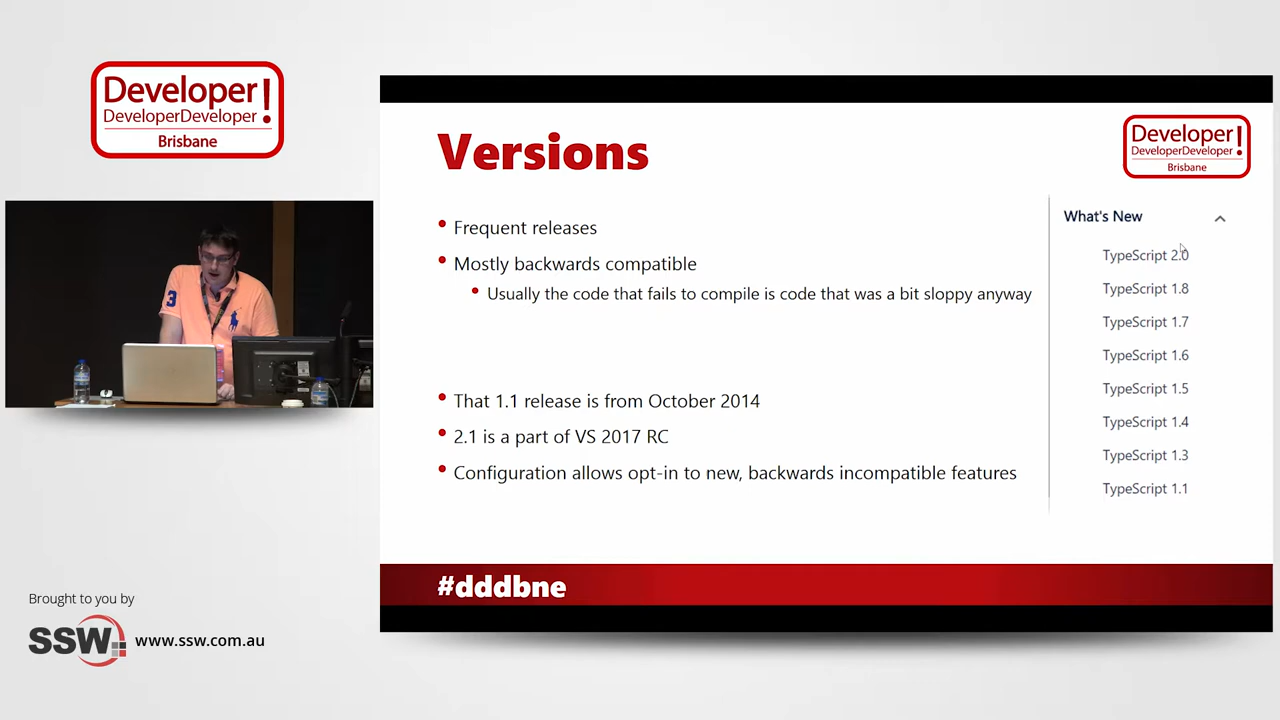 Developer!
DeveloperDeveloper
Brisbane
Versions
Developer!
DeveloperDeveloper
Brisbane
• Frequent releases
• Mostly backwards compatible
• Usually the code that fails to compile is code that was a bit sloppy anyway
• That 1.1 release is from October 2014
• 2.1 is a part of VS 2017 RC
• Configuration allows opt-in to new, backwards incompatible features
What's New
TypeScript 2.0
TypeScript 1.8
TypeScript 1.7
TypeScript 1.6
TypeScript 1.5
TypeScript 1.4
TypeScript 1.3
TypeScript 1.1
3
#dddbne
Brought to you by
SSW www.ssw.com.au